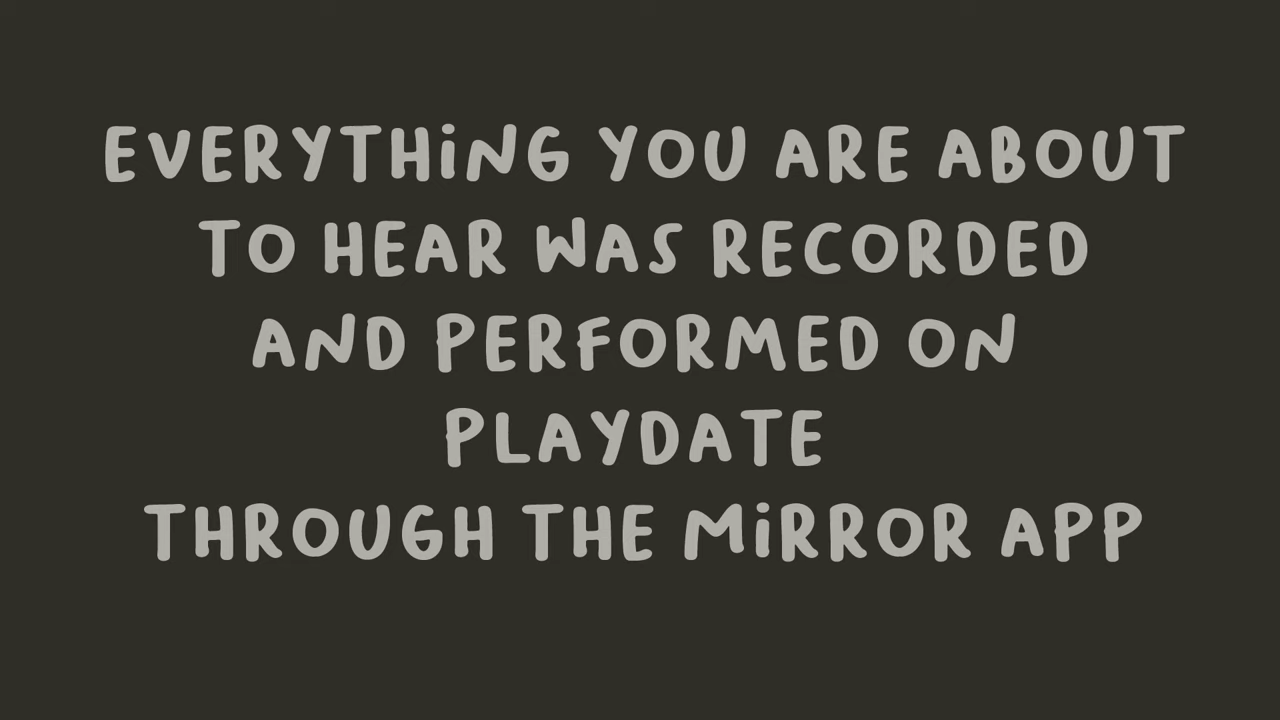 EVERYTHiNG YOU ARE ABOUT
TO HEAR WAS RECORDED
AND PERFORMED ON
PLAYDATE
THROUGH THE MiRROR APP